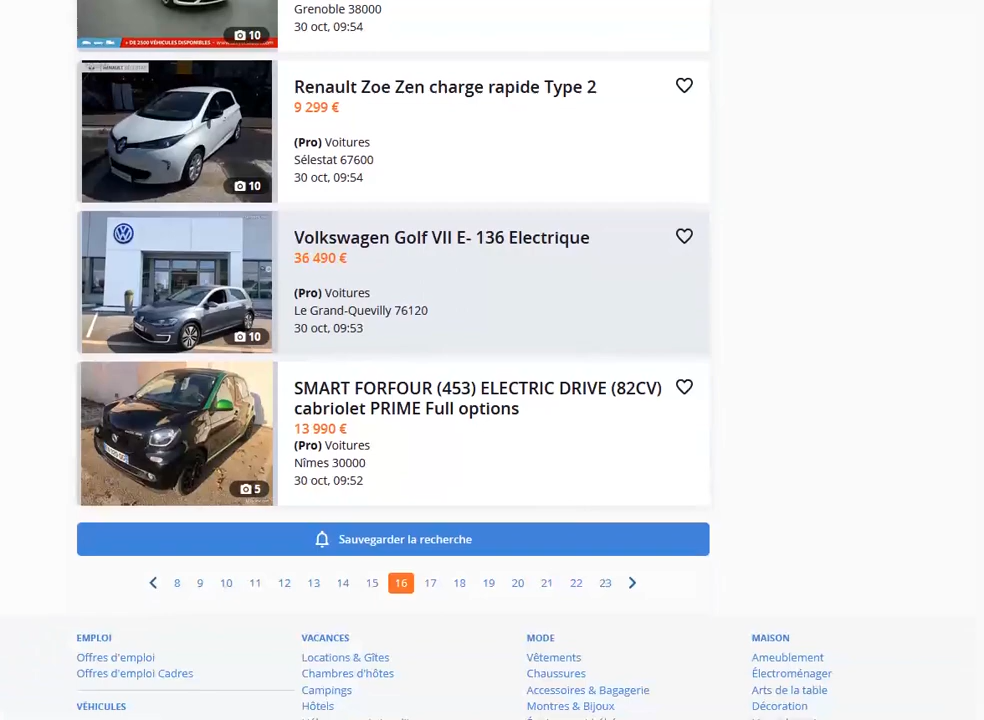 Grenoble 38000
30 oct, 09:54
10
+ DE 2500 VÉHICULES DISPONIBLES
Renault Zoe Zen charge rapide Type 2
9 299 €
(Pro) Voitures
Sélestat 67600
30 oct, 09:54
10
Volkswagen Golf VII E- 136 Electrique
36 490 €
(Pro) Voitures
Le Grand-Quevilly 76120
30 oct, 09:53
10
SMART FORFOUR (453) ELECTRIC DRIVE (82CV)
cabriolet PRIME Full options
13 990 €
(Pro) Voitures
Nîmes 30000
30 oct, 09:52
5
Sauvegarder la recherche
8 9 10 11 12 13 14 15 16 17 18 19 20 21 22 23
EMPLOI VACANCES MODE MAISON
Offres d'emploi Locations & Gîtes Vêtements Ameublement
Offres d'emploi Cadres Chambres d'hôtes Chaussures Électroménager
Campings Accessoires & Bagagerie Arts de la table
VÉHICULES Hôtels Montres & Bijoux Décoration